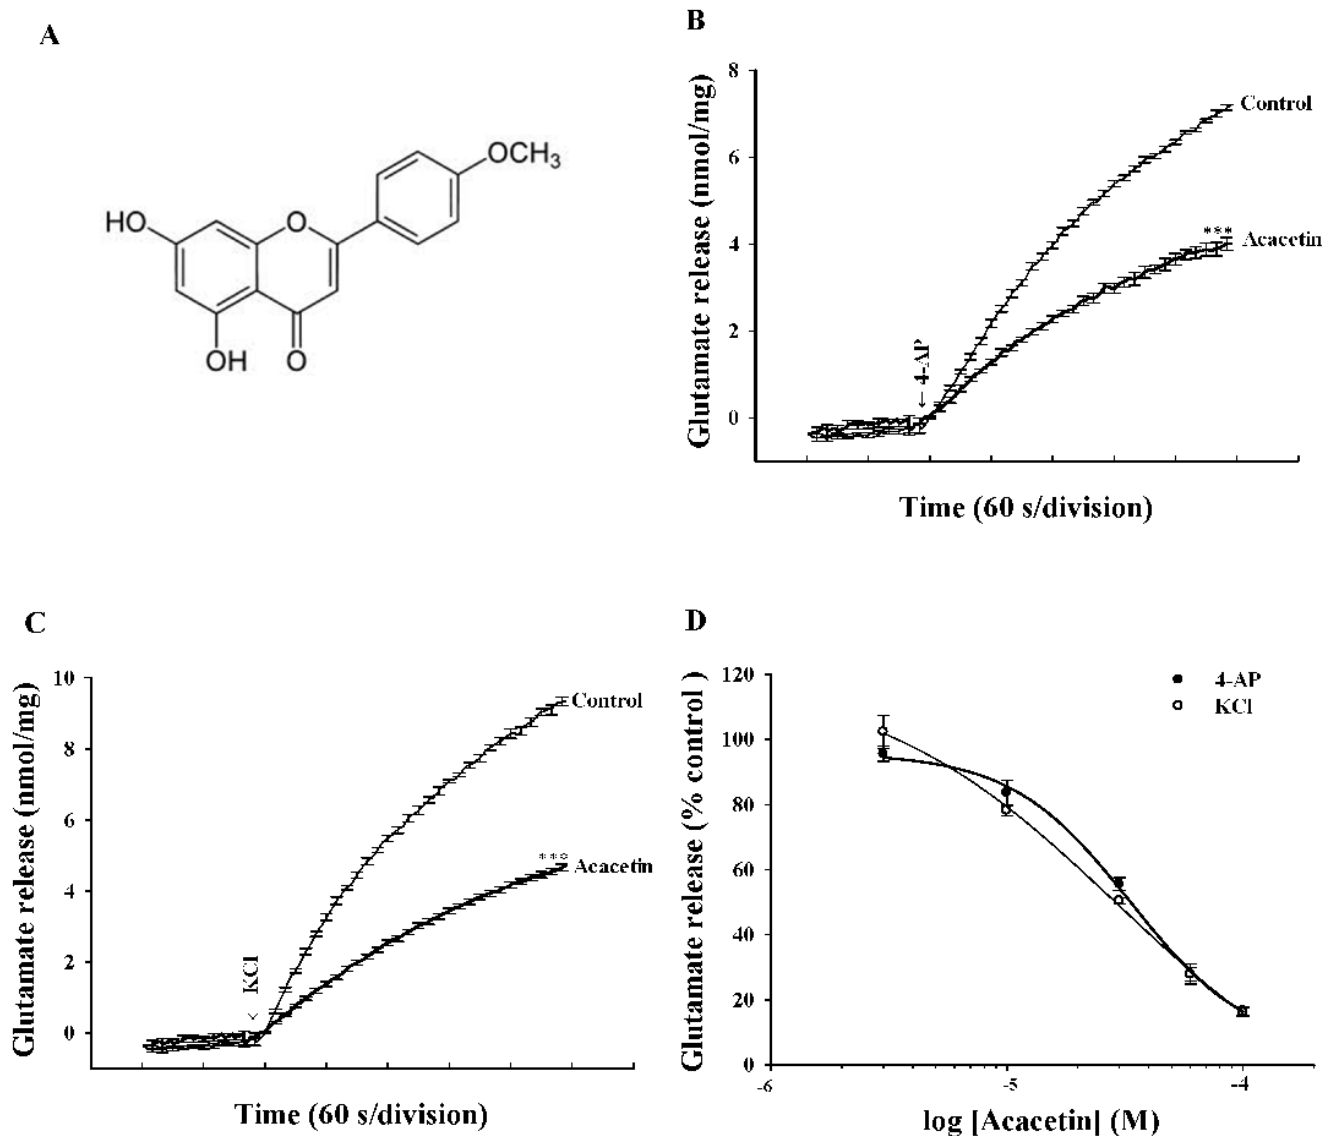 A
HO
OH
O
O
OCH3
B
Glutamate release (nmol/mg)
8
6
4
2
0
Control
***
Acacetin
↓ 4-AP
Time (60 s/division)
C
Glutamate release (nmol/mg)
10
8
6
4
2
0
Control
***
Acacetin
KCl
Time (60 s/division)
D
Glutamate release (% control )
120
100
80
60
40
20
0
4-AP
KCl
-6
-5
-4
log [Acacetin] (M)